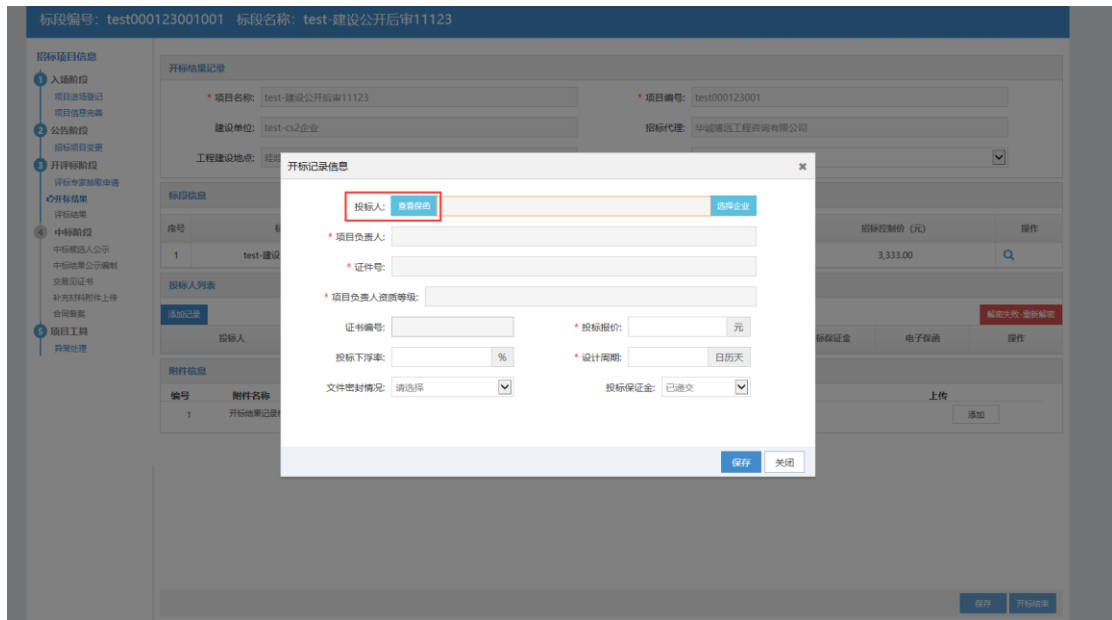 标段编号：test000123001001 标段名称：test-建设公开后审11123
招标项目信息
1 入场阶段
项目进场登记
项目信息完善
2 公告阶段
招标项目变更
3 开评标阶段
评标专家抽取申请
开标结果
评标结果
4 中标阶段
中标候选人公示
中标结果公示编制
交易见证书
补充材料附件上传
合同备案
5 项目工具
异常处理
开标结果记录
* 项目名称: test-建设公开后审11123 * 项目编号: test000123001
建设单位: test-cs2企业 招标代理: 华诚博远工程咨询有限公司
工程建设地点:
标段信息
序号 招标控制价（元） 操作
1 test-建设 3,333.00
投标人列表
添加记录 解密失败-重新解密
投标人 标保证金 电子保函 操作
附件信息
编号 附件名称 上传
1 开标结果记录 添加
开标记录信息 ×
投标人: 查看保函 选择企业
* 项目负责人:
* 证件号:
* 项目负责人资质等级:
证书编号: * 投标报价: 元
投标下浮率: % * 设计周期: 日历天
文件密封情况: 请选择 投标保证金: 已递交
保存 关闭
保存 开标结束